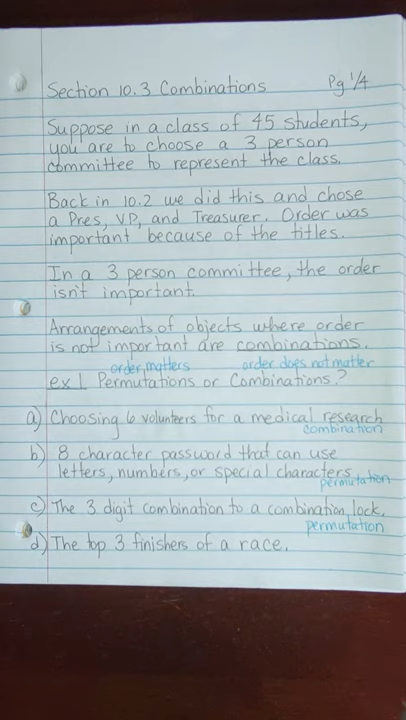 Section 10.3 Combinations Pg 1/4
Suppose in a class of 45 students,
you are to choose a 3 person
committee to represent the class.
Back in 10.2 we did this and chose
a Pres, VP, and Treasurer. Order was
important because of the titles.
In a 3 person committee, the order
isn't important.
Arrangements of objects where order
is not important are combinations.
order matters order does not matter
ex 1 Permutations or Combinations?
a) Choosing 6 volunteers for a medical research
combination
b) 8 character password that can use
letters, numbers, or special characters.
permutation
c) The 3 digit combination to a combination lock.
permutation
d) The top 3 finishers of a race.